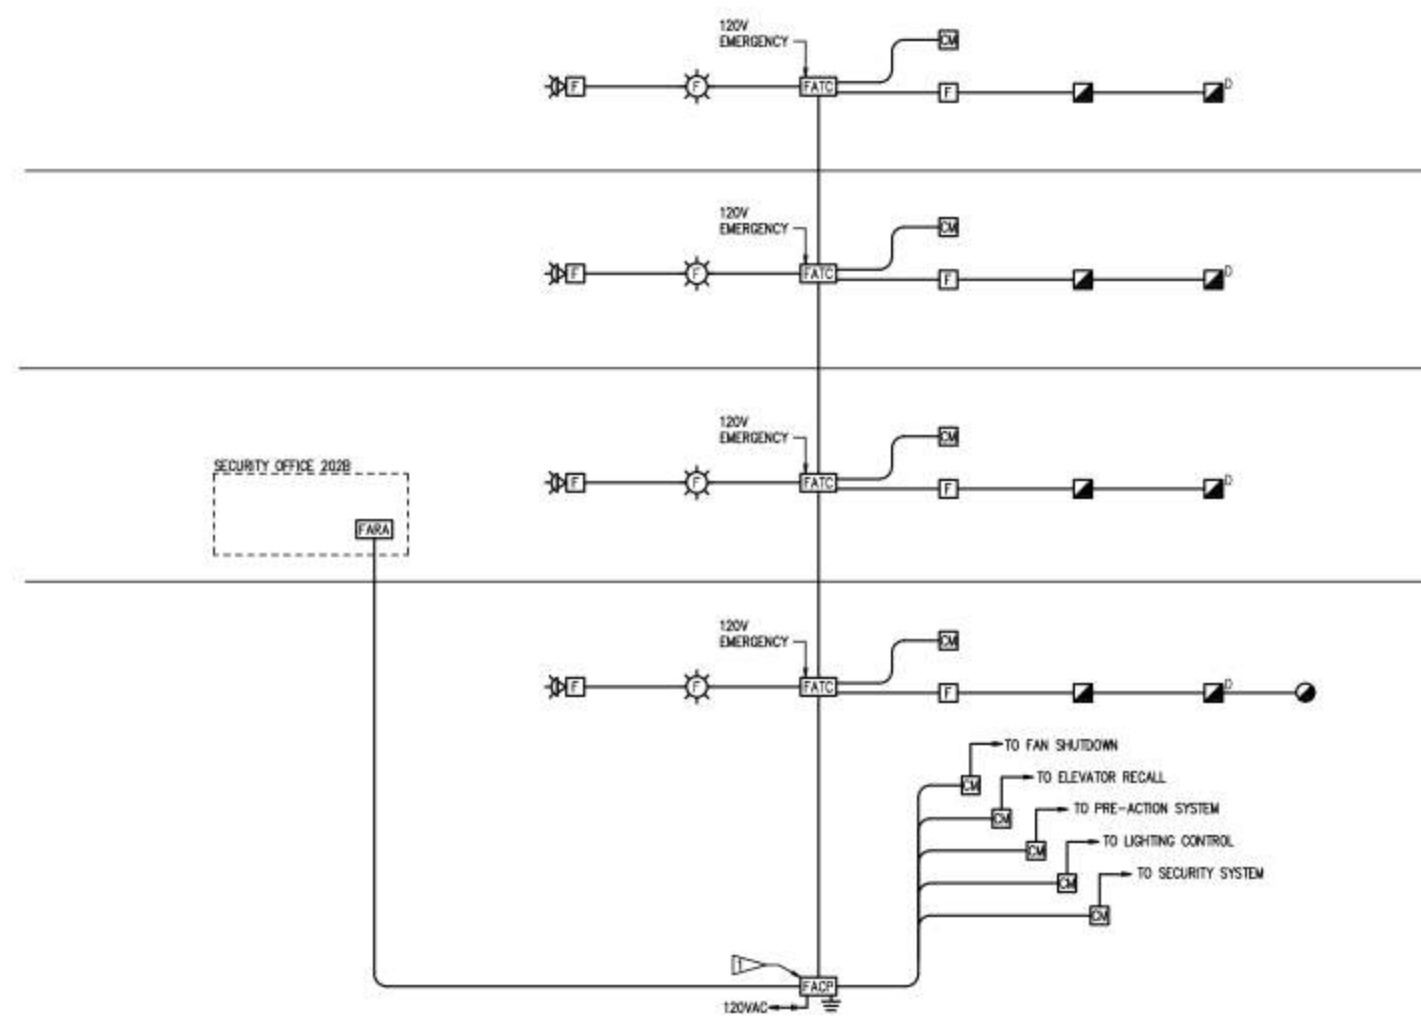 120V
EMERGENCY
CM
F
F
FATC
F
D
120V
EMERGENCY
CM
F
F
FATC
F
D
120V
EMERGENCY
CM
SECURITY OFFICE 202B
F
F
FATC
F
D
FARA
120V
EMERGENCY
CM
F
F
FATC
F
D
TO FAN SHUTDOWN
CM
TO ELEVATOR RECALL
CM
TO PRE-ACTION SYSTEM
CM
TO LIGHTING CONTROL
CM
TO SECURITY SYSTEM
CM
1
FACP
120VAC